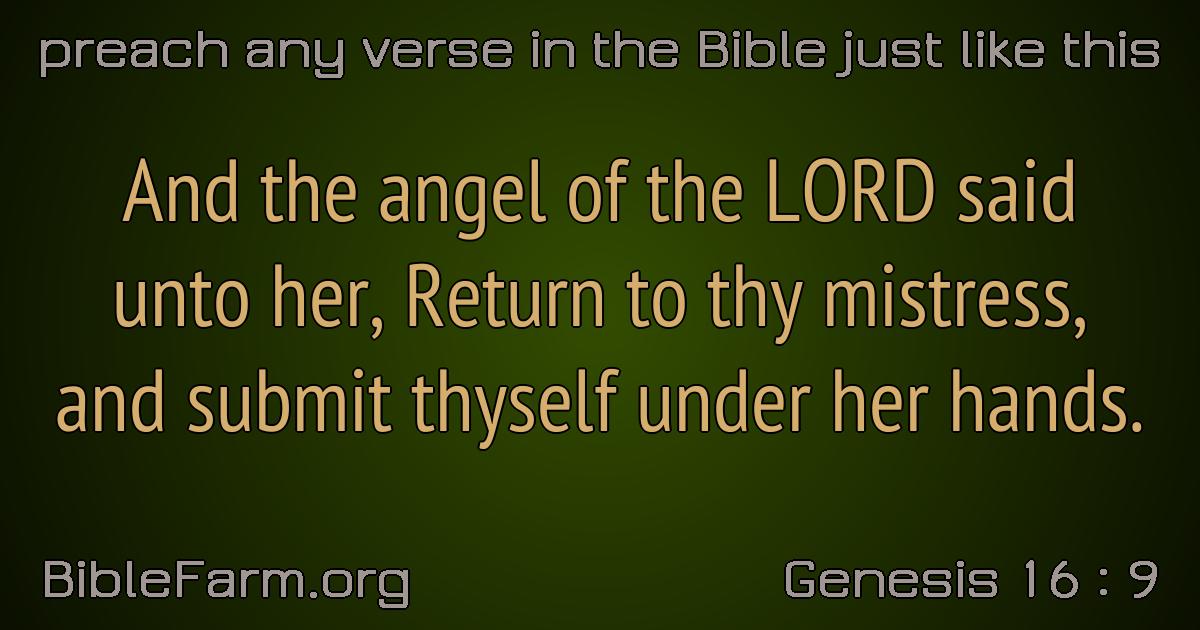 preach any verse in the Bible just like this
And the angel of the LORD said
unto her, Return to thy mistress,
and submit thyself under her hands.
BibleFarm.org
Genesis 16 : 9